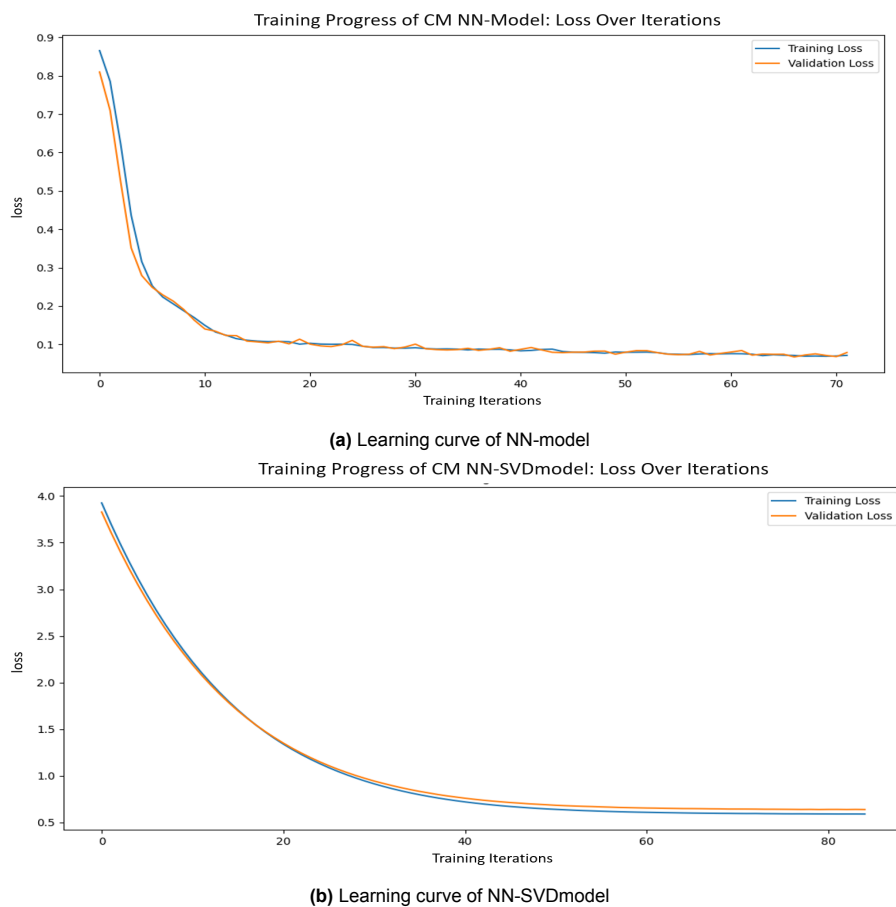 Training Progress of CM NN-Model: Loss Over Iterations
0.9
0.8
0.7
0.6
0.5
0.4
0.3
0.2
0.1
loss
Training Loss
Validation Loss
0 10 20 30 40 50 60 70
Training Iterations
(a) Learning curve of NN-model
Training Progress of CM NN-SVDmodel: Loss Over Iterations
4.0
3.5
3.0
2.5
2.0
1.5
1.0
0.5
loss
Training Loss
Validation Loss
0 20 40 60 80
Training Iterations
(b) Learning curve of NN-SVDmodel